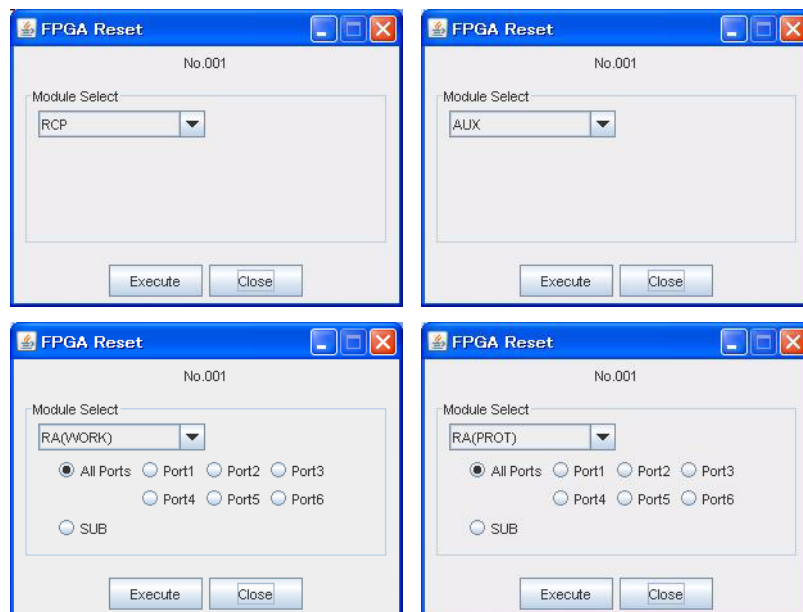 FPGA Reset
No.001
Module Select
RCP
Execute Close
FPGA Reset
No.001
Module Select
AUX
Execute Close
FPGA Reset
No.001
Module Select
RA(WORK)
All Ports Port1 Port2 Port3
Port4 Port5 Port6
SUB
Execute Close
FPGA Reset
No.001
Module Select
RA(PROT)
All Ports Port1 Port2 Port3
Port4 Port5 Port6
SUB
Execute Close